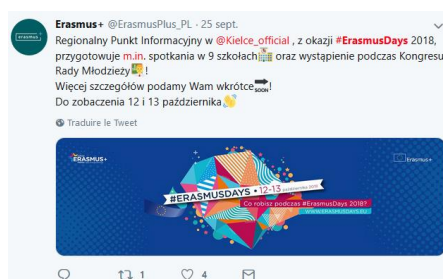 Erasmus+ @ErasmusPlus_PL · 25 sept.
Regionalny Punkt Informacyjny w @Kielce_official , z okazji #ErasmusDays 2018,
przygotowuje m.in. spotkania w 9 szkołach🏫 oraz wystąpienie podczas Kongresu
Rady Młodzieży !
Więcej szczegółów podamy Wam wkrótce🔜!
Do zobaczenia 12 i 13 października👋
Traduire le Tweet
ERASMUS+
Erasmus+
#ERASMUSDAYS • 12-13 października 2018
Co robisz podczas #ErasmusDays 2018?
WWW.ERASMUSDAYS.EU
1 4